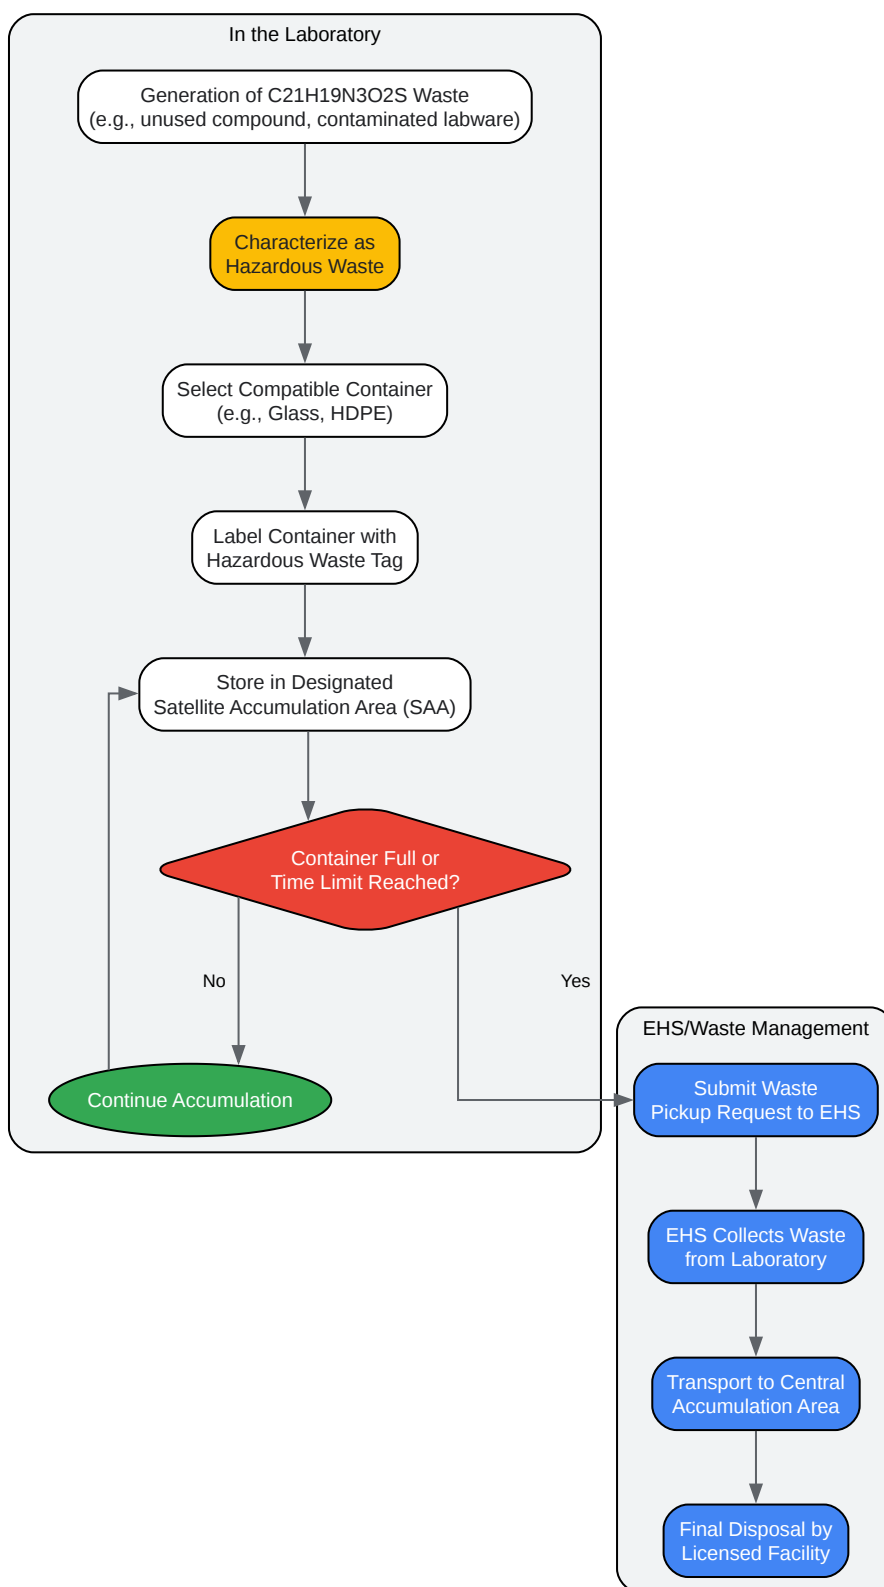 In the Laboratory
Generation of C21H19N3O2S Waste
(e.g., unused compound, contaminated labware)
Characterize as
Hazardous Waste
Select Compatible Container
(e.g., Glass, HDPE)
Label Container with
Hazardous Waste Tag
Store in Designated
Satellite Accumulation Area (SAA)
Container Full or
Time Limit Reached?
No
Yes
Continue Accumulation
EHS/Waste Management
Submit Waste
Pickup Request to EHS
EHS Collects Waste
from Laboratory
Transport to Central
Accumulation Area
Final Disposal by
Licensed Facility